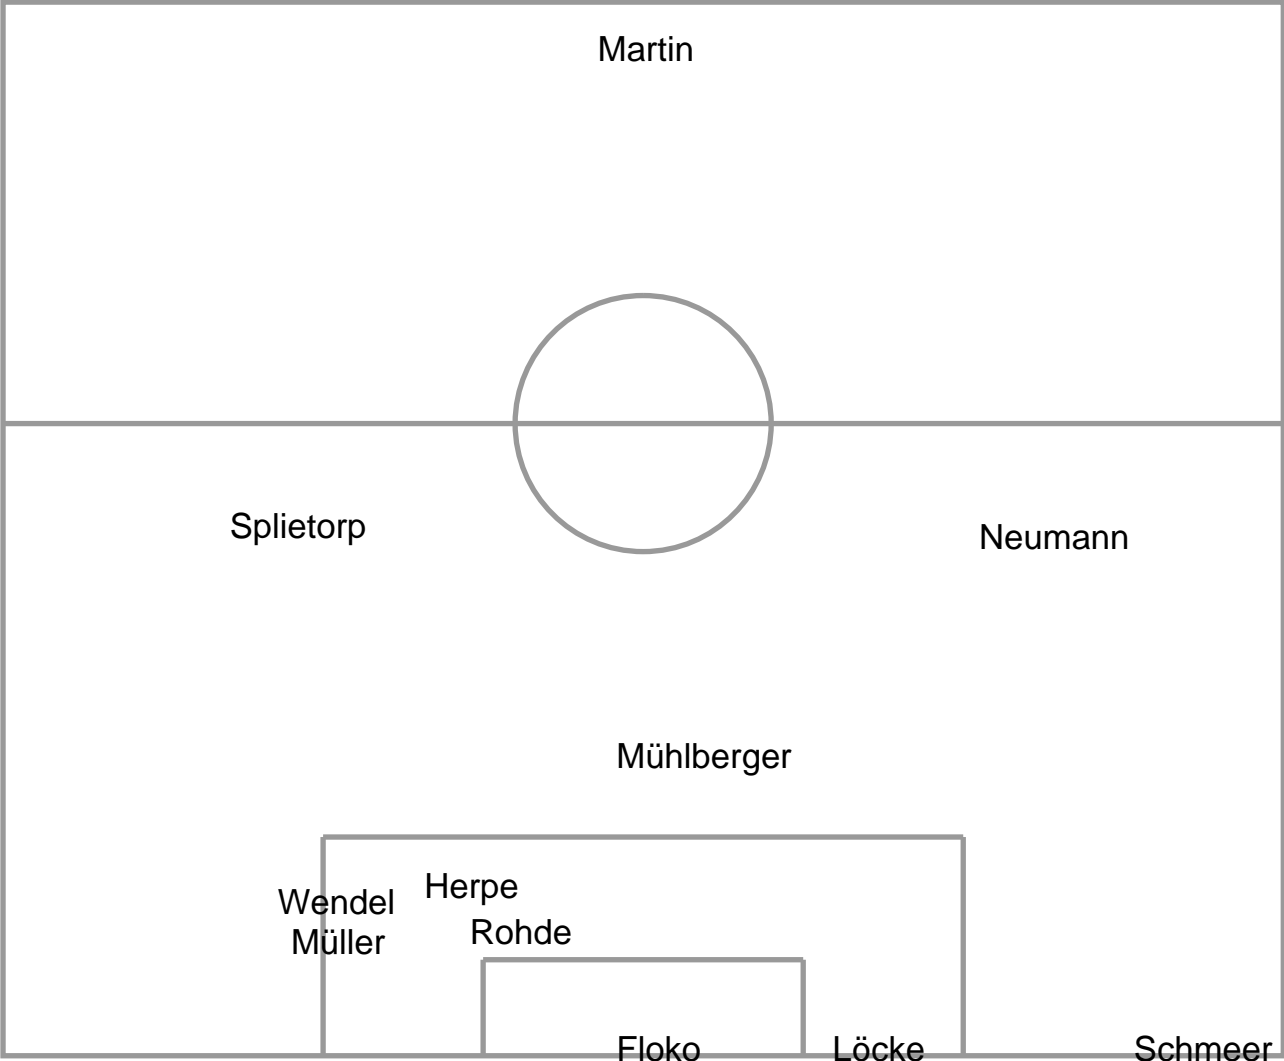 Martin
Splietorp
Neumann
Mühlberger
Herpe
Wendel
Rohde
Müller
Floko
Löcke
Schmeer